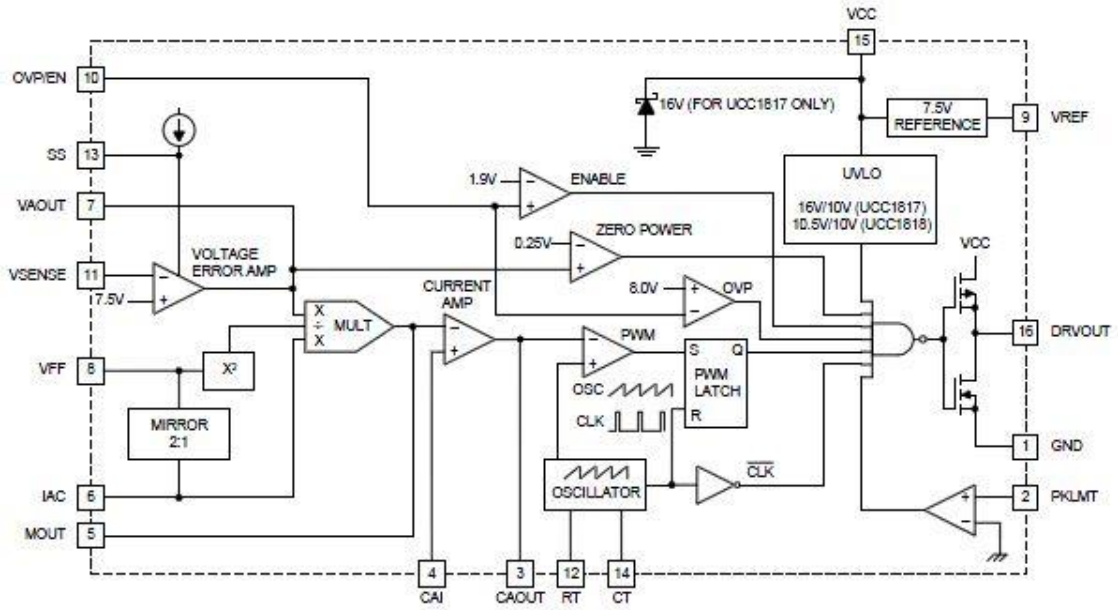 VCC
15
OVP/EN 10
16V (FOR UCC1817 ONLY)
7.5V
REFERENCE
9 VREF
SS 13
UVLO
16V/10V (UCC1817)
10.5V/10V (UCC1818)
1.9V
ENABLE
VAOUT 7
0.25V
ZERO POWER
VCC
VOLTAGE
ERROR AMP
VSENSE 11
7.5V
CURRENT
AMP
8.0V
OVP
X
÷
X
MULT
PWM
16 DRVOUT
VFF 8
X²
S Q
PWM
LATCH
R
OSC
CLK
MIRROR
2:1
1 GND
OSCILLATOR
CLK
IAC 6
2 PKLMT
MOUT 5
4 3 12 14
CAI CAOUT RT CT